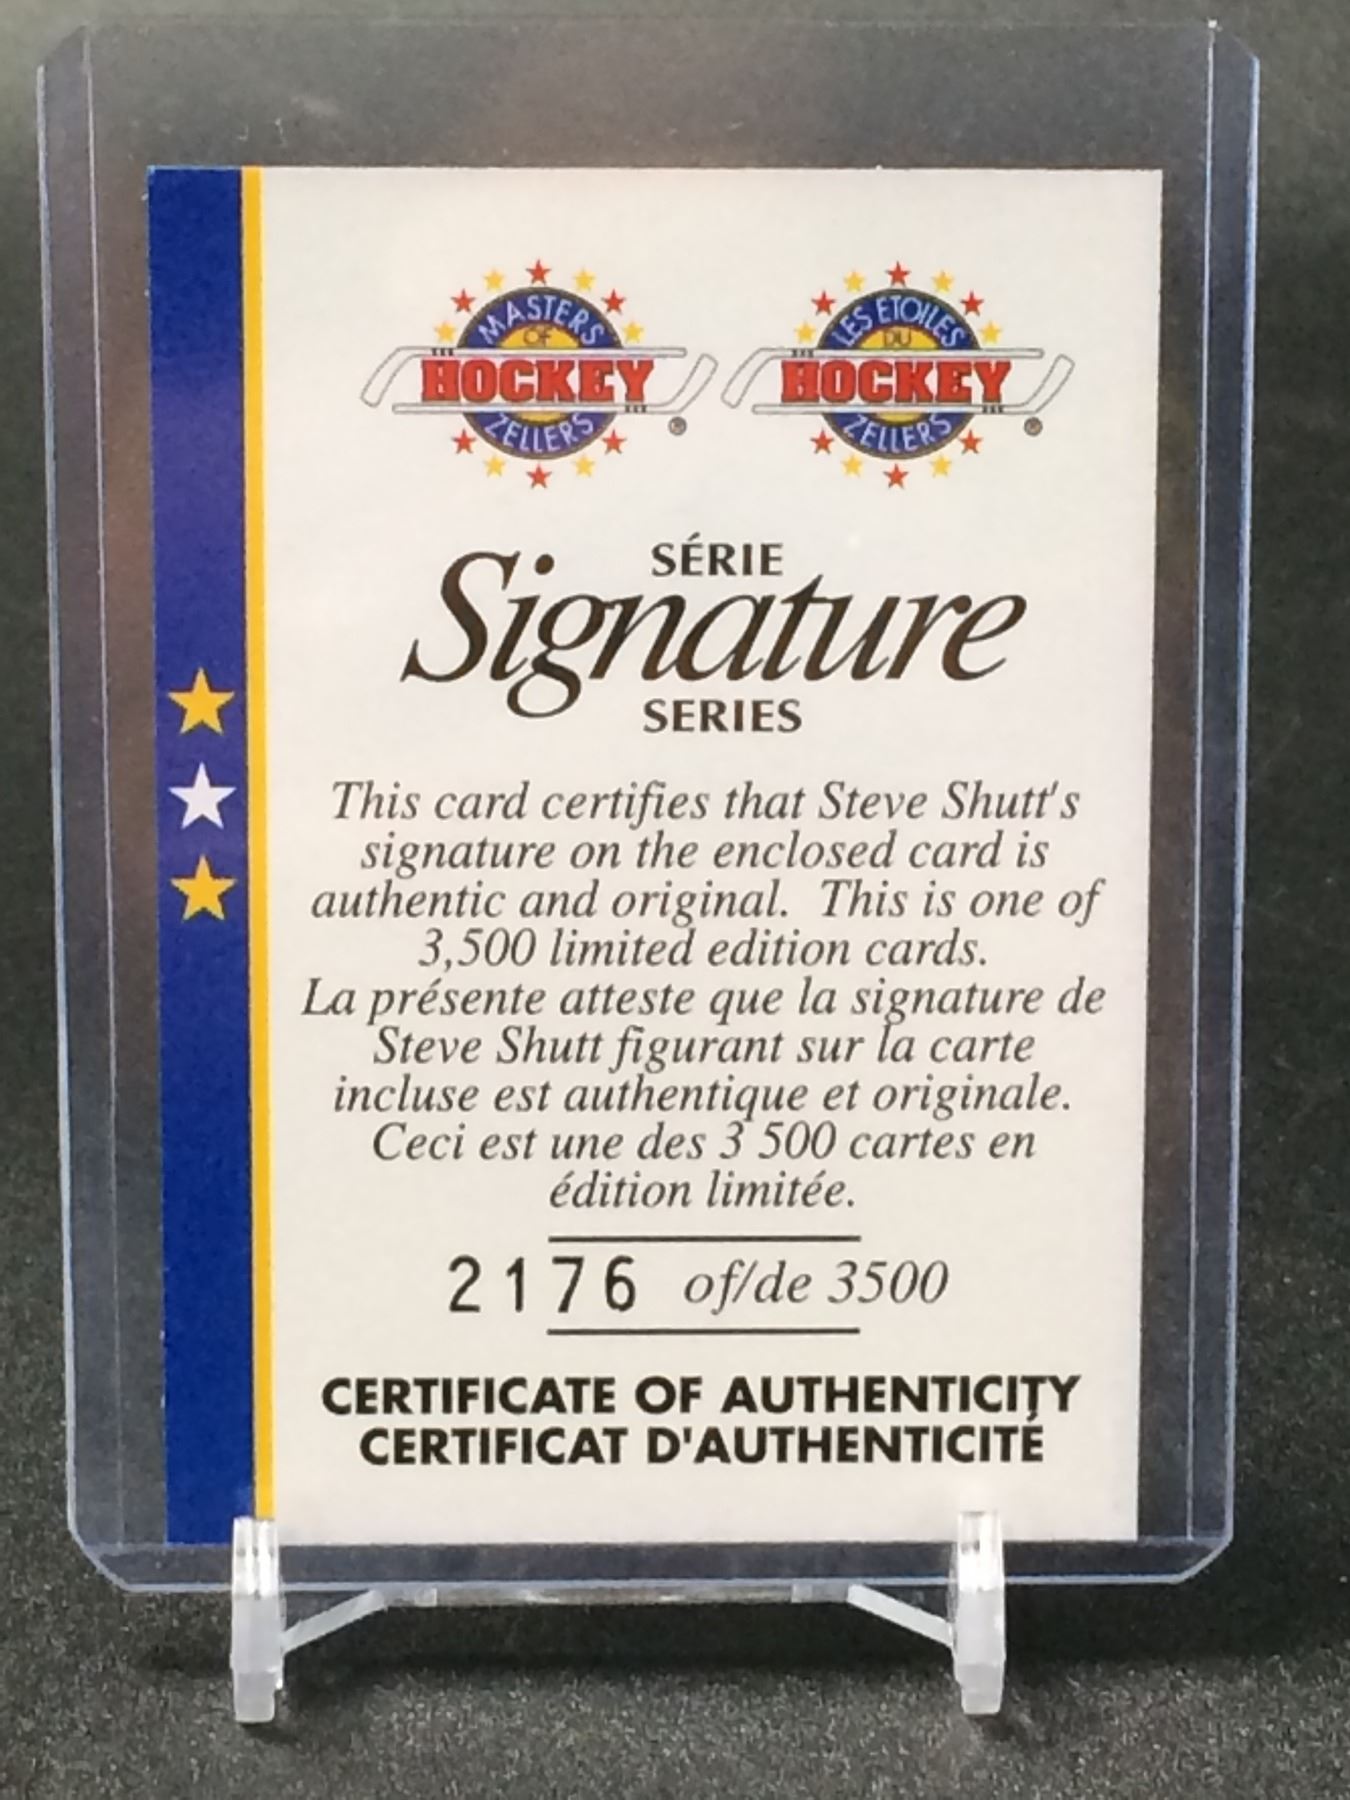 MASTERS
OF
HOCKEY
ZELLERS
®
LES ETOILES
DU
HOCKEY
ZELLERS
®
SÉRIE
Signature
SERIES
This card certifies that Steve Shutt's
signature on the enclosed card is
authentic and original. This is one of
3,500 limited edition cards.
La présente atteste que la signature de
Steve Shutt figurant sur la carte
incluse est authentique et originale.
Ceci est une des 3 500 cartes en
édition limitée.
2176 of/de 3500
CERTIFICATE OF AUTHENTICITY
CERTIFICAT D'AUTHENTICITÉ